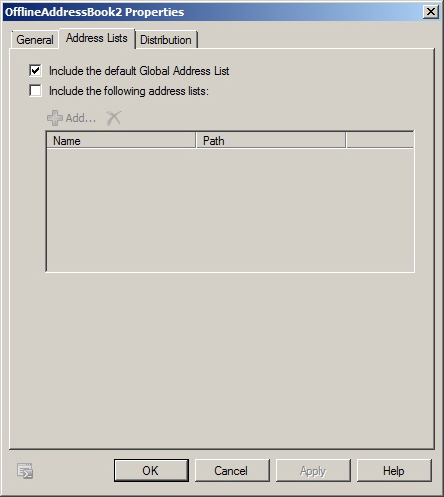 OfflineAddressBook2 Properties
General Address Lists Distribution
Include the default Global Address List
Include the following address lists:
Add...
Name Path
OK Cancel Apply Help